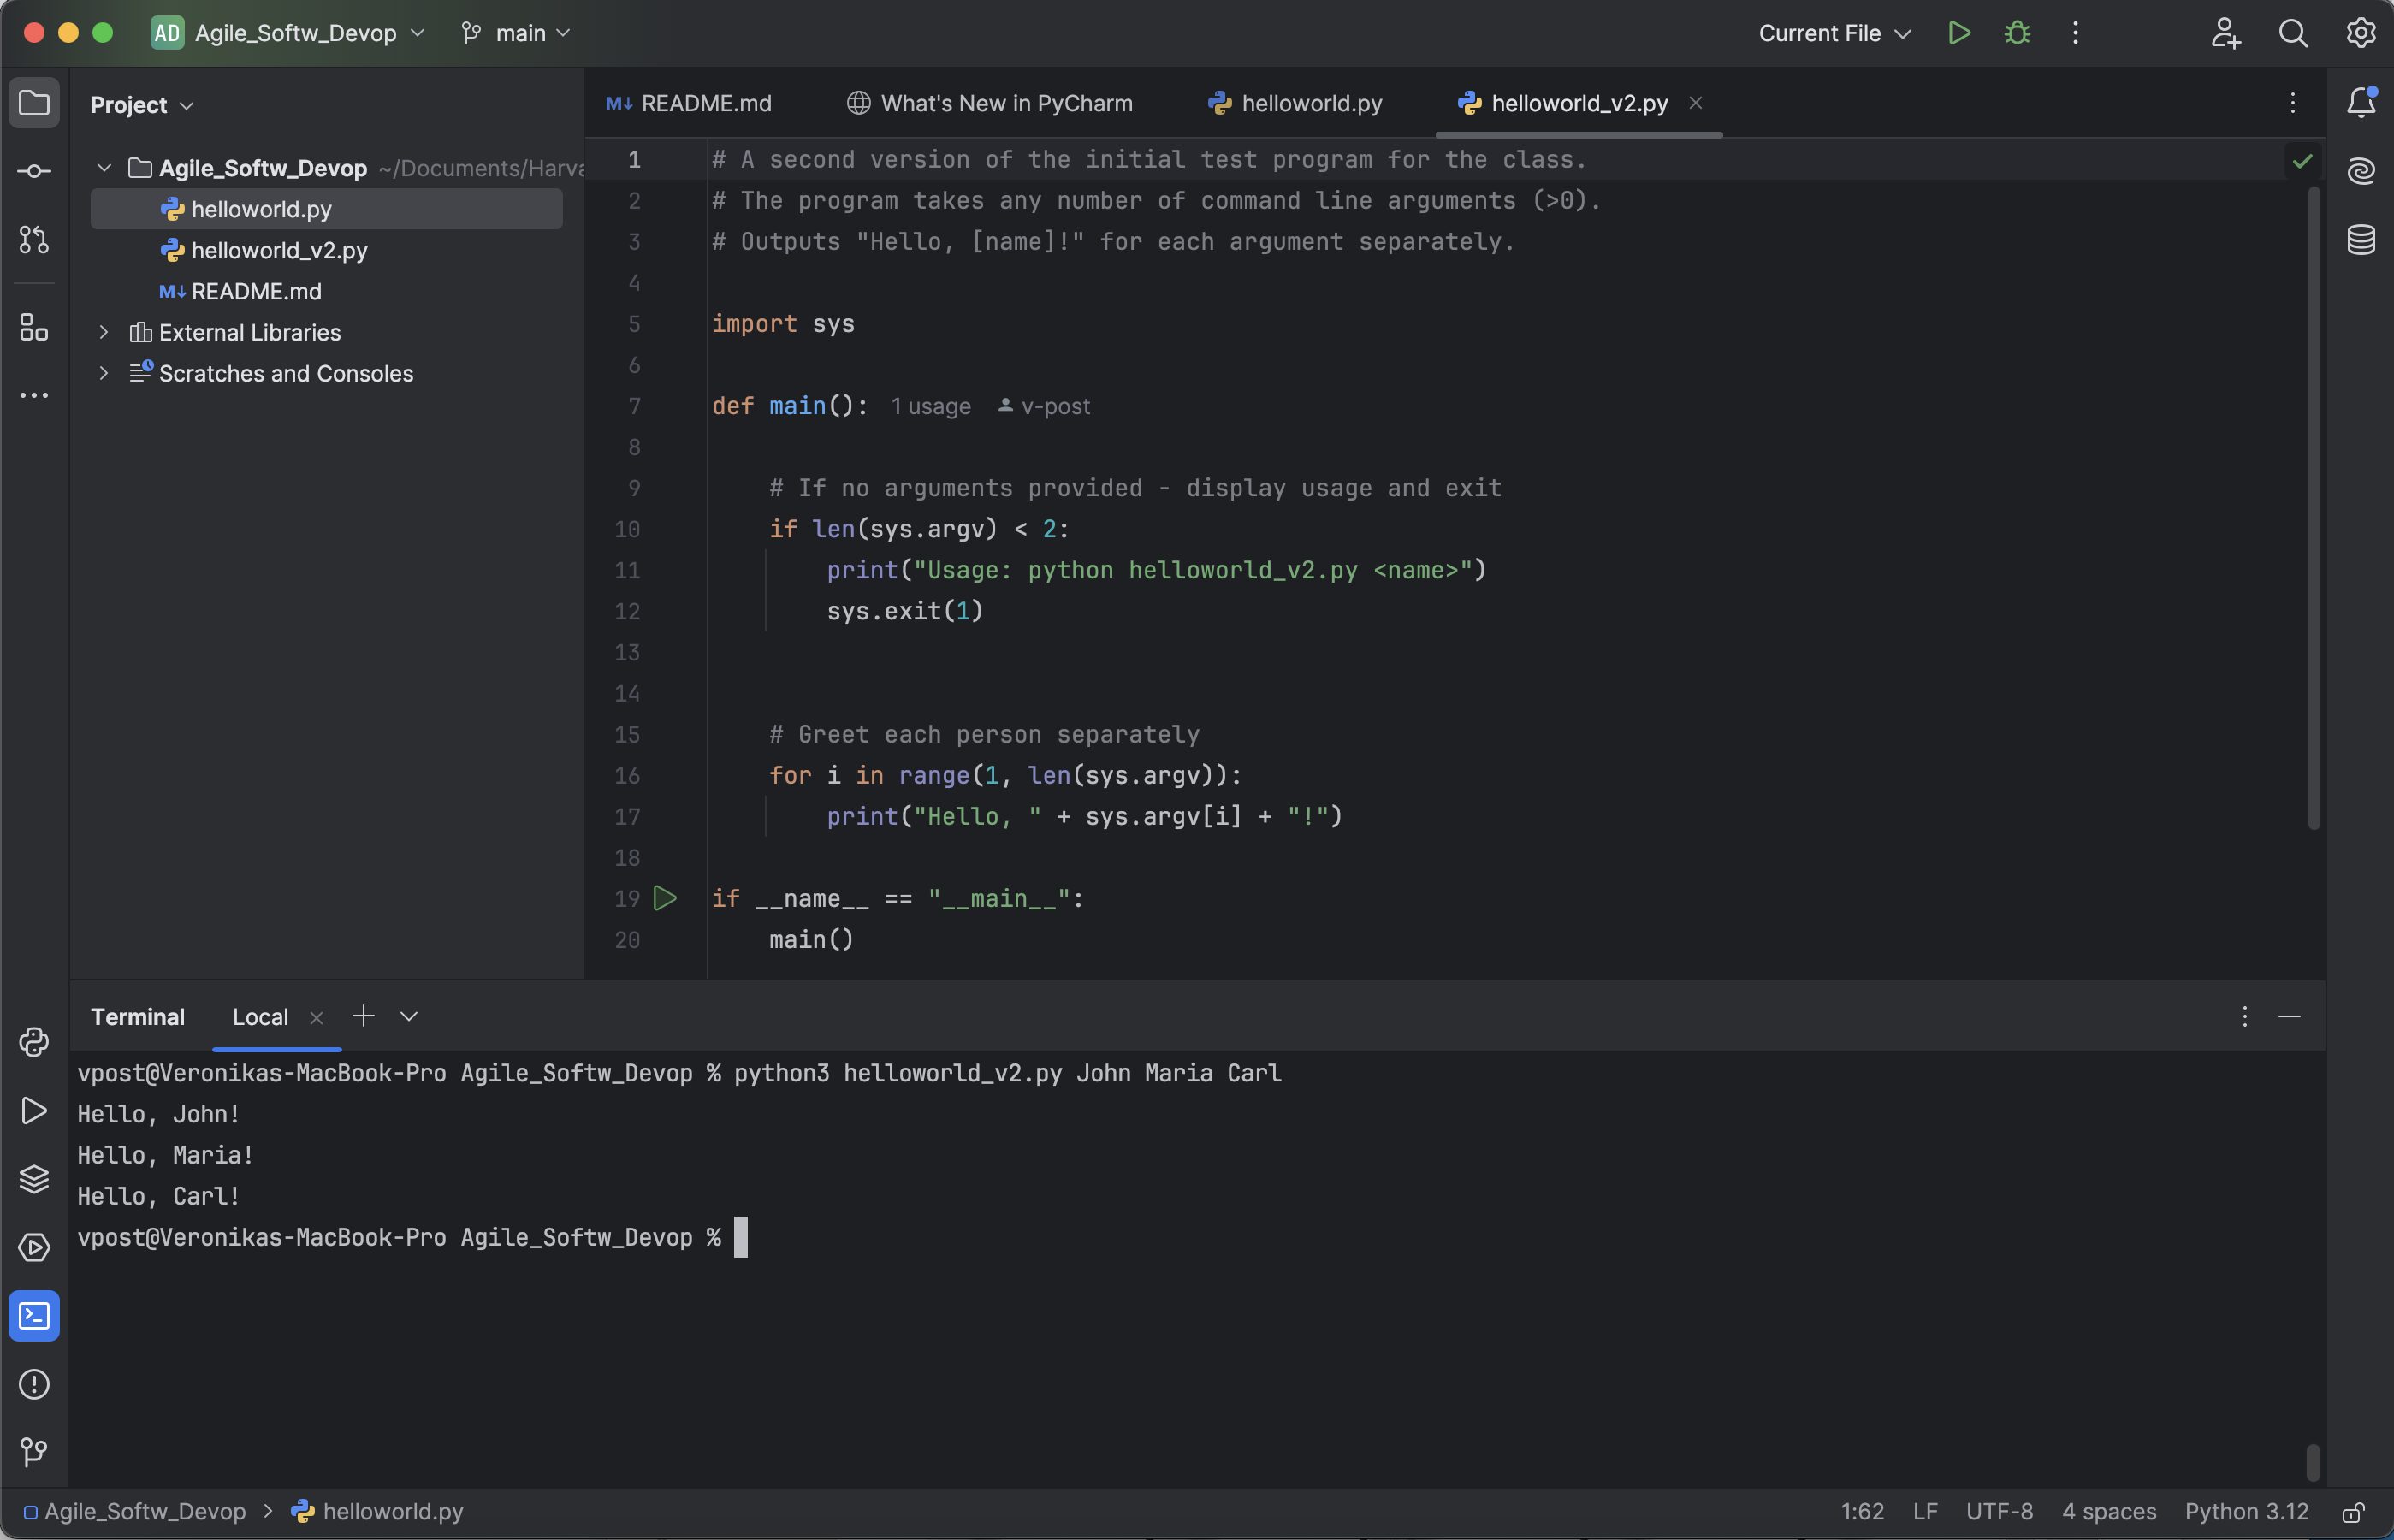 AD Agile_Softw_Devop main Current File
Project
Agile_Softw_Devop ~/Documents/Harva
helloworld.py
helloworld_v2.py
M↓ README.md
External Libraries
Scratches and Consoles
M↓ README.md What's New in PyCharm helloworld.py helloworld_v2.py
1 # A second version of the initial test program for the class.
2 # The program takes any number of command line arguments (>0).
3 # Outputs "Hello, [name]!" for each argument separately.
4
5 import sys
6
7 def main(): 1 usage v-post
8
9 # If no arguments provided - display usage and exit
10 if len(sys.argv) < 2:
11 print("Usage: python helloworld_v2.py <name>")
12 sys.exit(1)
13
14
15 # Greet each person separately
16 for i in range(1, len(sys.argv)):
17 print("Hello, " + sys.argv[i] + "!")
18
19 if __name__ == "__main__":
20 main()
Terminal Local
vpost@Veronikas-MacBook-Pro Agile_Softw_Devop % python3 helloworld_v2.py John Maria Carl
Hello, John!
Hello, Maria!
Hello, Carl!
vpost@Veronikas-MacBook-Pro Agile_Softw_Devop %
Agile_Softw_Devop > helloworld.py 1:62 LF UTF-8 4 spaces Python 3.12